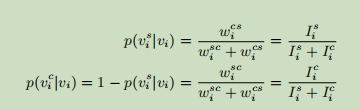 p(v_i^s|v_i) = \frac{w_i^{cs}}{w_i^{sc} + w_i^{cs}} = \frac{I_i^s}{I_i^s + I_i^c}
p(v_i^c|v_i) = 1 - p(v_i^s|v_i) = \frac{w_i^{sc}}{w_i^{sc} + w_i^{cs}} = \frac{I_i^c}{I_i^s + I_i^c}